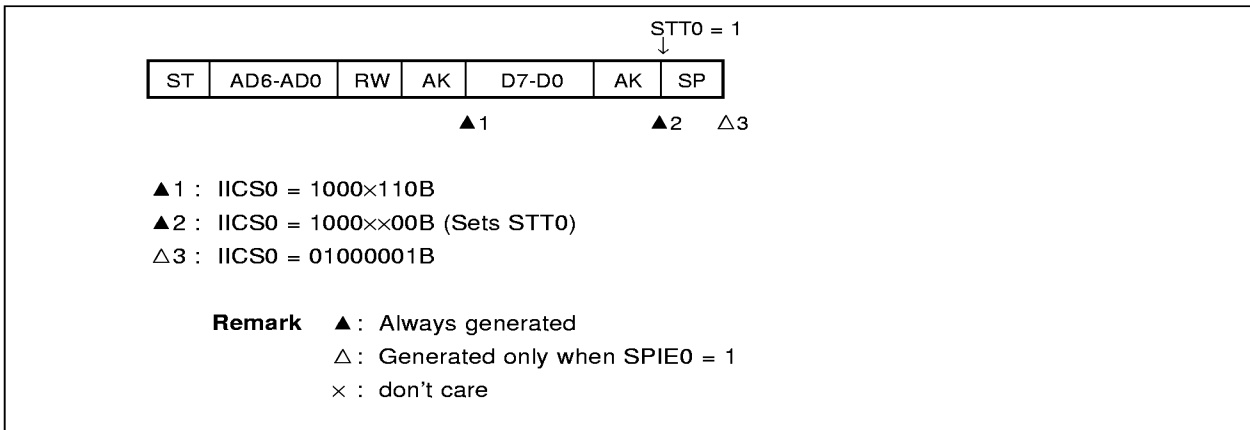 STT0 = 1
↓
ST AD6-AD0 RW AK D7-D0 AK SP
▲1 ▲2 △3
▲1 : IICS0 = 1000×110B
▲2 : IICS0 = 1000××00B (Sets STT0)
△3 : IICS0 = 01000001B
Remark ▲ : Always generated
△ : Generated only when SPIE0 = 1
× : don't care